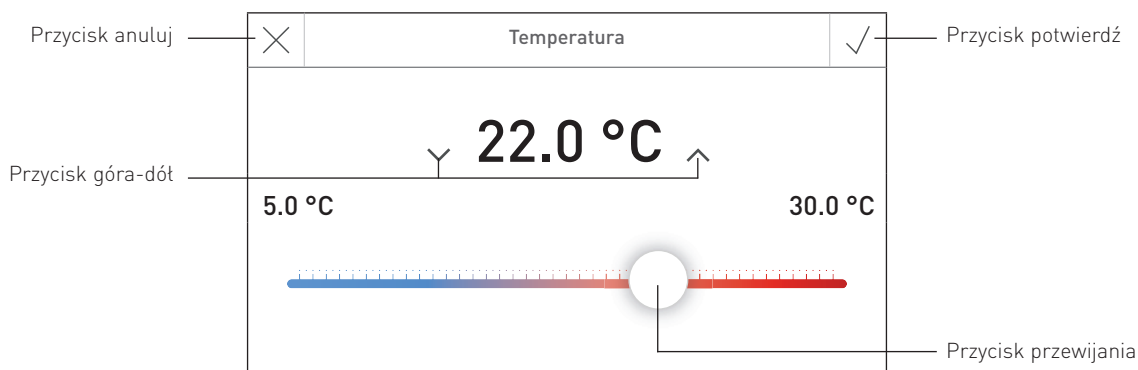 Przycisk anuluj
Temperatura
Przycisk potwierdź
22.0 °C
Przycisk góra-dół
5.0 °C
30.0 °C
Przycisk przewijania